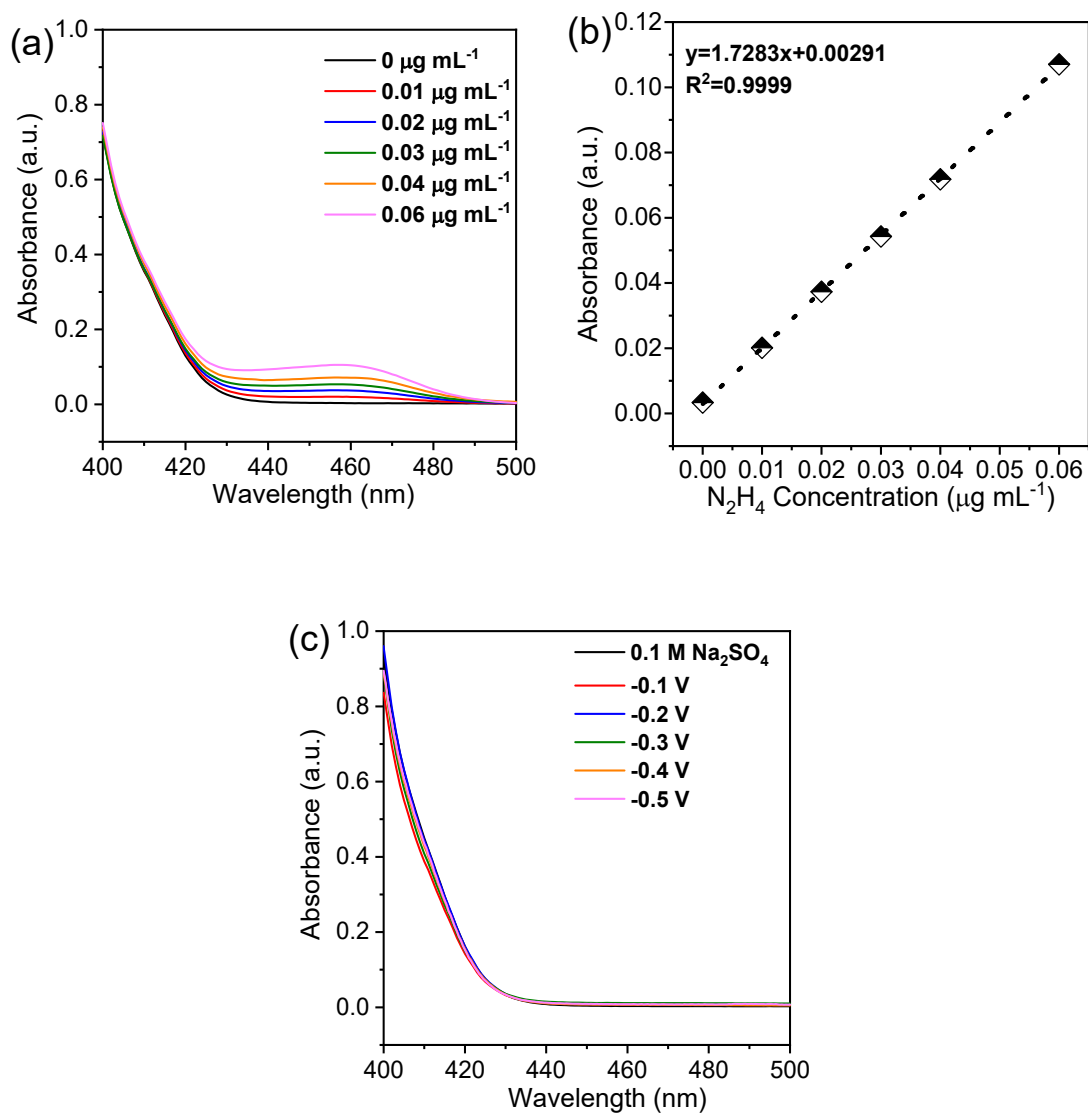 (a)
0 μg mL⁻¹
0.01 μg mL⁻¹
0.02 μg mL⁻¹
0.03 μg mL⁻¹
0.04 μg mL⁻¹
0.06 μg mL⁻¹
1.0
0.8
0.6
0.4
0.2
0.0
Absorbance (a.u.)
400 420 440 460 480 500
Wavelength (nm)
(b)
y=1.7283x+0.00291
R²=0.9999
0.12
0.10
0.08
0.06
0.04
0.02
0.00
Absorbance (a.u.)
0.00 0.01 0.02 0.03 0.04 0.05 0.06
N₂H₄ Concentration (μg mL⁻¹)
(c)
0.1 M Na₂SO₄
-0.1 V
-0.2 V
-0.3 V
-0.4 V
-0.5 V
1.0
0.8
0.6
0.4
0.2
0.0
Absorbance (a.u.)
400 420 440 460 480 500
Wavelength (nm)